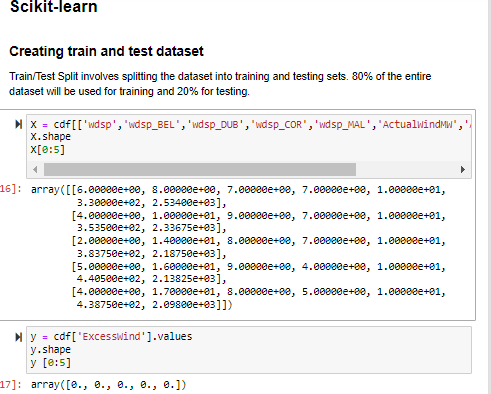 Scikit-learn
Creating train and test dataset
Train/Test Split involves splitting the dataset into training and testing sets. 80% of the entire
dataset will be used for training and 20% for testing.
X = cdf[['wdsp','wdsp_BEL','wdsp_DUB','wdsp_COR','wdsp_MAL','ActualWindMW','
X.shape
X[0:5]
16]: array([[6.00000e+00, 8.00000e+00, 7.00000e+00, 7.00000e+00, 1.00000e+01,
3.30000e+02, 2.53400e+03],
[4.00000e+00, 1.00000e+01, 9.00000e+00, 7.00000e+00, 1.00000e+01,
3.53500e+02, 2.33675e+03],
[2.00000e+00, 1.40000e+01, 8.00000e+00, 7.00000e+00, 1.00000e+01,
3.83750e+02, 2.18750e+03],
[5.00000e+00, 1.60000e+01, 9.00000e+00, 4.00000e+00, 1.00000e+01,
4.40500e+02, 2.13825e+03],
[4.00000e+00, 1.70000e+01, 8.00000e+00, 5.00000e+00, 1.00000e+01,
4.38750e+02, 2.09800e+03]])
y = cdf['ExcessWind'].values
y.shape
y [0:5]
17]: array([0., 0., 0., 0., 0.])